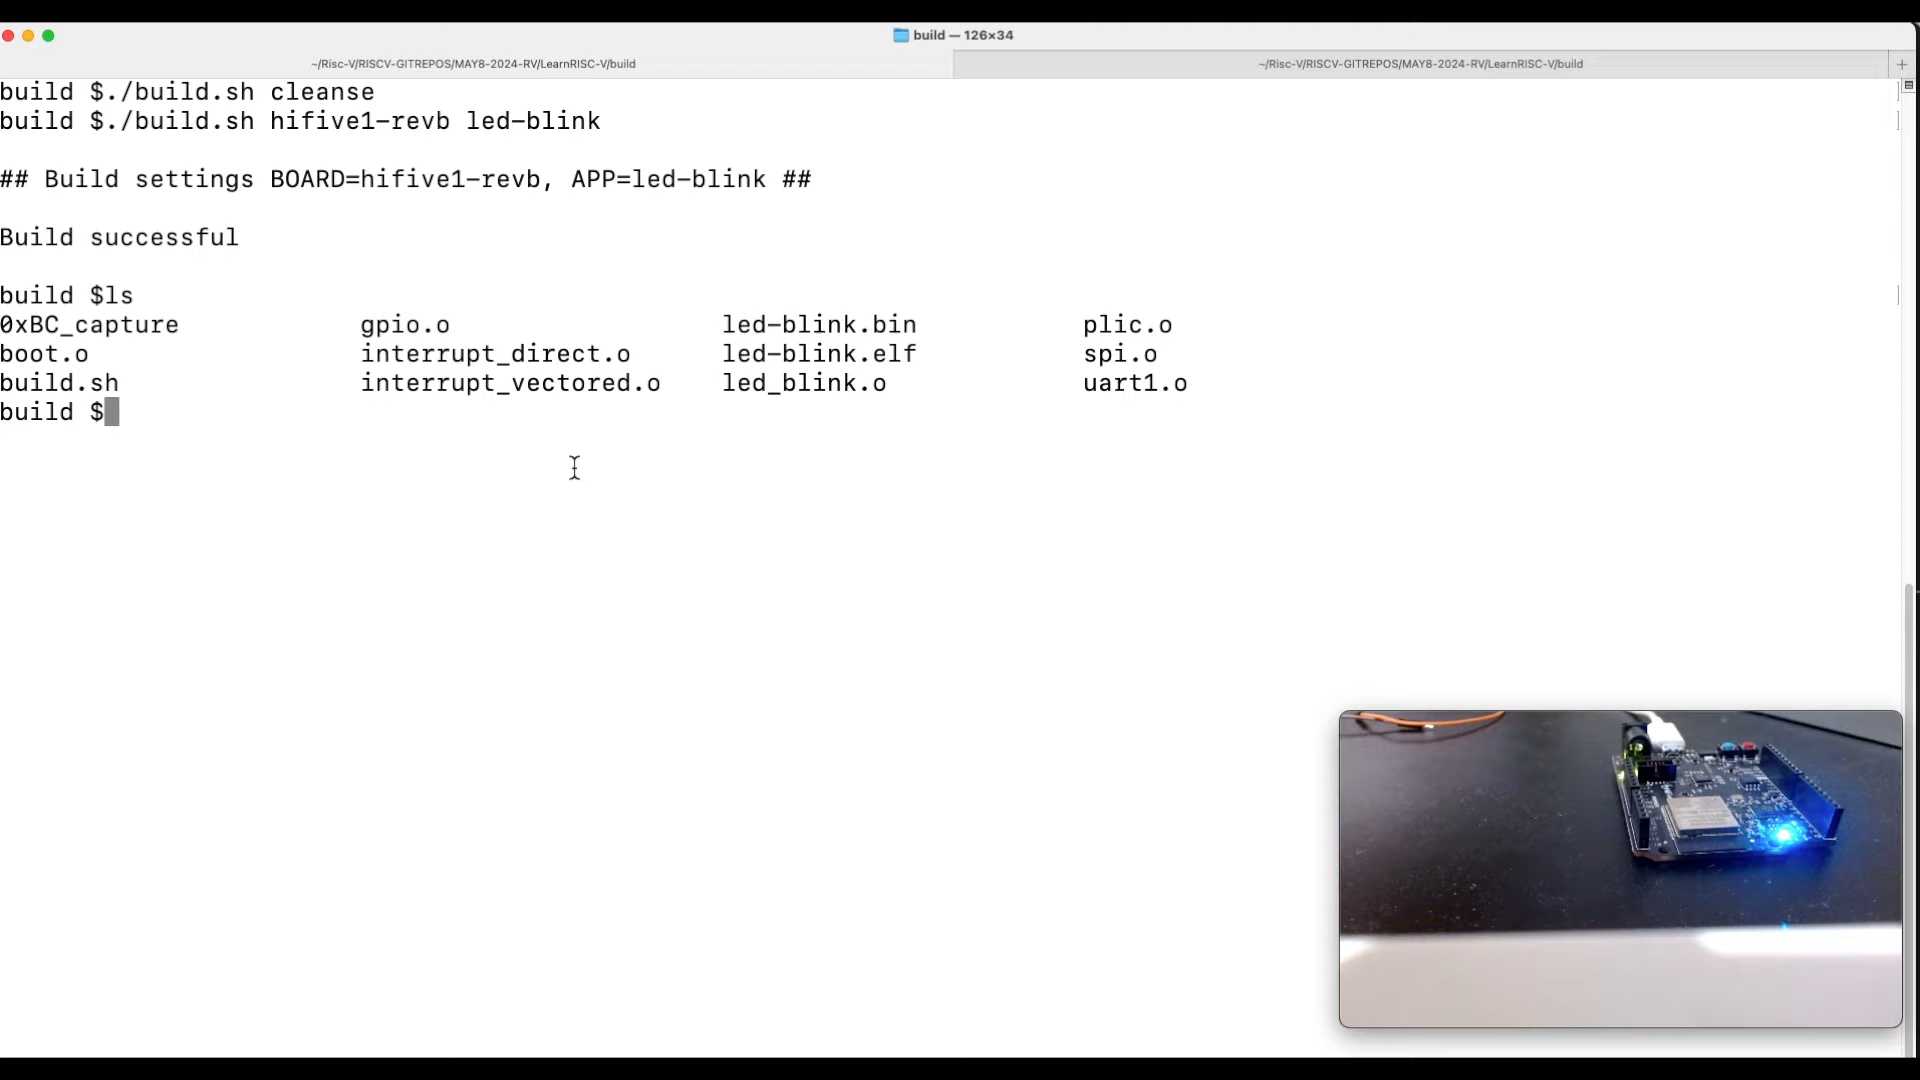 build — 126×34
~/Risc-V/RISCV-GITREPOS/MAY8-2024-RV/LearnRISC-V/build
~/Risc-V/RISCV-GITREPOS/MAY8-2024-RV/LearnRISC-V/build
build $./build.sh cleanse
build $./build.sh hifive1-revb led-blink
## Build settings BOARD=hifive1-revb, APP=led-blink ##
Build successful
build $ls
0xBC_capture gpio.o led-blink.bin plic.o
boot.o interrupt_direct.o led-blink.elf spi.o
build.sh interrupt_vectored.o led_blink.o uart1.o
build $